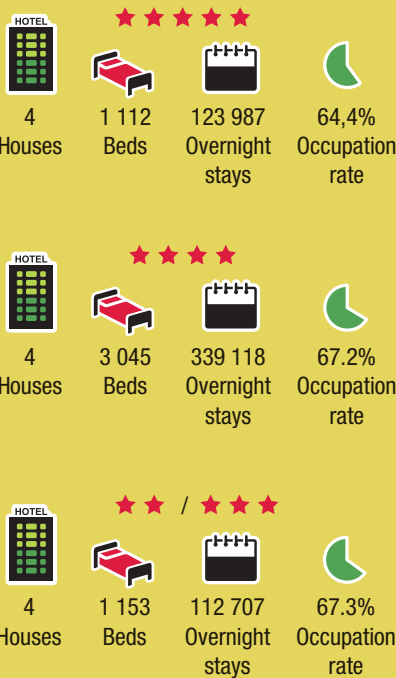 HOTEL
4 1 112 123 987 64,4%
Houses Beds Overnight Occupation
stays rate
HOTEL
4 3 045 339 118 67.2%
Houses Beds Overnight Occupation
stays rate
/
HOTEL
4 1 153 112 707 67.3%
Houses Beds Overnight Occupation
stays rate